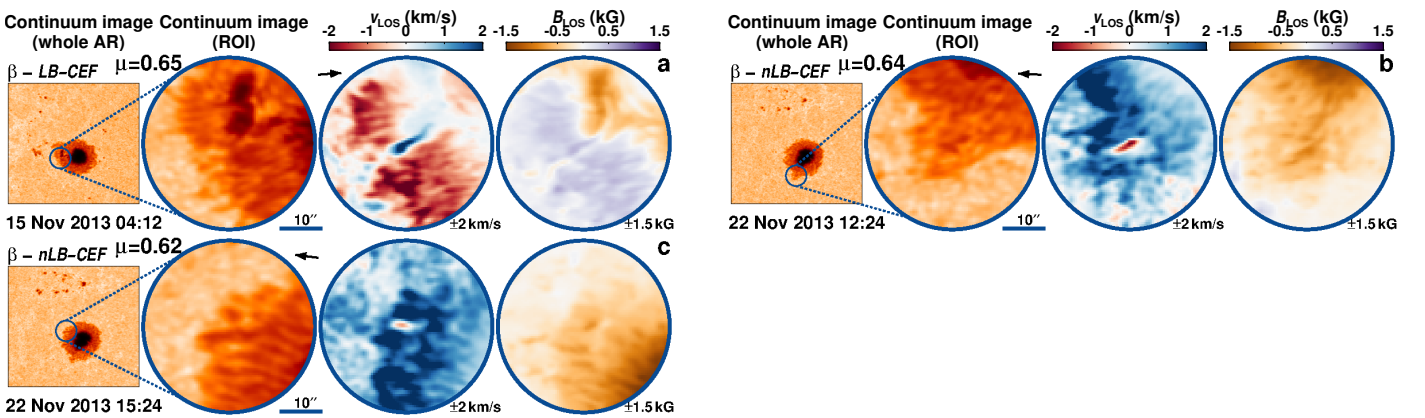 Continuum image (whole AR)
Continuum image (ROI)
v_LOS (km/s)
-2 -1 0 1 2
B_LOS (kG)
-1.5 -0.5 0.5 1.5
β – LB–CEF μ=0.65
a
15 Nov 2013 04:12
10″
±2 km/s
±1.5 kG
Continuum image (whole AR)
Continuum image (ROI)
v_LOS (km/s)
-2 -1 0 1 2
B_LOS (kG)
-1.5 -0.5 0.5 1.5
β – nLB–CEF μ=0.64
b
22 Nov 2013 12:24
10″
±2 km/s
±1.5 kG
β – nLB–CEF μ=0.62
c
22 Nov 2013 15:24
10″
±2 km/s
±1.5 kG